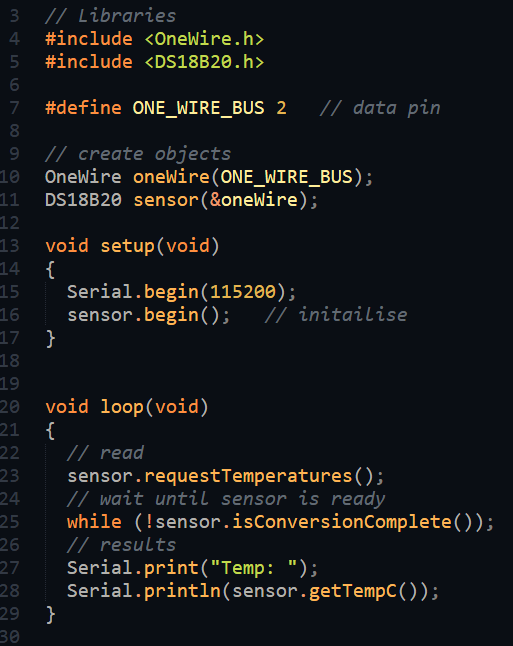 3 // Libraries
4 #include <OneWire.h>
5 #include <DS18B20.h>
6
7 #define ONE_WIRE_BUS 2 // data pin
8
9 // create objects
10 OneWire oneWire(ONE_WIRE_BUS);
11 DS18B20 sensor(&oneWire);
12
13 void setup(void)
14 {
15 Serial.begin(115200);
16 sensor.begin(); // initailise
17 }
18
19
20 void loop(void)
21 {
22 // read
23 sensor.requestTemperatures();
24 // wait until sensor is ready
25 while (!sensor.isConversionComplete());
26 // results
27 Serial.print("Temp: ");
28 Serial.println(sensor.getTempC());
29 }
30